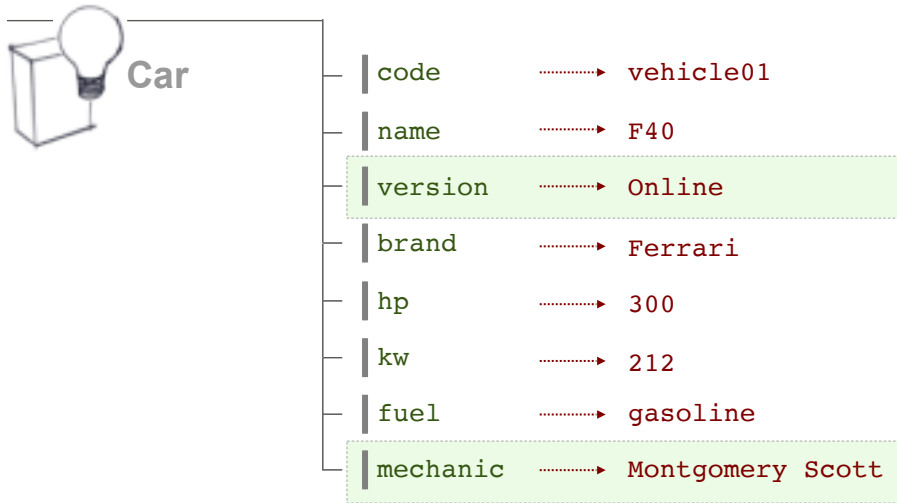 Car
code vehicle01
name F40
version Online
brand Ferrari
hp 300
kw 212
fuel gasoline
mechanic Montgomery Scott